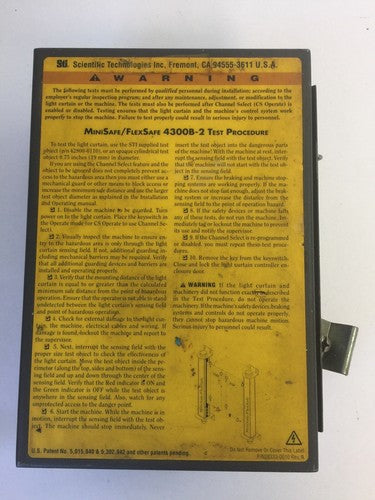 STI Scientific Technologies Inc, Fremont, CA 94555-3611 U.S.A.
WARNING
The following tests must be performed by qualified personnel during installation; according to the
employer's regular inspection program; and after any maintenance, adjustment, or modification to the
light curtain or the machine. The tests must also be performed after Channel Select (CS Operate) is
enabled or disabled. Testing ensures that the light curtain and the machine control system work
properly to stop the machine. Failure to test properly could result in serious injury to personnel.
MINISAFE/FLEXSAFE 4300B-2 TEST PROCEDURE
To test the light curtain, use the STI supplied test
object (p/n 62800-0120), or an opaque cylindrical test
object 0.75 inches (19 mm) in diameter.
If you are using the Channel Select feature and the
object to be ignored does not completely prevent ac-
cess to the hazardous area then you must either use a
mechanical guard or other means to block access or
increase the minimum safe distance and use the larger
test object diameter as explained in the Installation
and Operating manual.
1. Disable the machine to be guarded. Turn
power on to the light curtain. Place the keyswitch in
the Operate mode (or CS Operate to use Channel Se-
lect).
2. Visually inspect the machine to ensure en-
try to the hazardous area is only through the light
curtain sensing field. If not, additional guarding in-
cluding mechanical barriers may be required. Verify
that all additional guarding devices and barriers are
installed and operating properly.
3. Verify that the mounting distance of the light
curtain is equal to or greater than the calculated
minimum safe distance from the point of hazardous
operation. Ensure that the operator is not able to stand
undetected between the light curtain's sensing field
and point of hazardous operation.
4. Check for external damage to the light cur-
tain, the machine, electrical cables and wiring. If
damage is found, lockout the machine and report to
the supervisor.
5. Next, interrupt the sensing field with the
proper size test object to check the effectiveness of
the light curtain. Move the test object inside the pe-
rimeter (along the top, sides and bottom) of the sens-
ing field and up and down through the center of the
sensing field. Verify that the Red indicator is ON and
the Green indicator is OFF while the test object is
anywhere in the sensing field. Also, watch for any
unprotected access to the danger point.
6. Start the machine. While the machine is in
motion, interrupt the sensing field with the test ob-
ject. The machine should stop immediately. Never
insert the test object into the dangerous parts
of the machine. With the machine at rest, inter-
rupt the sensing field with the test object. Verify
that the machine will not start with the test ob-
ject in the sensing field.
7. Ensure the braking and machine stop-
ping systems are working properly. If the ma-
chine does not stop fast enough, adjust the brak-
ing system or increase the distance from the
sensing field to the point of operation hazard.
8. If the safety devices or machine fails
any of these tests, do not run the machine. Im-
mediately tag or lockout the machine to prevent
its use and notify the supervisor.
9. If the Channel Select is re-programmed
or disabled, you must repeat these test proce-
dures.
10. Remove the key from the keyswitch.
Close and lock the light curtain controller en-
closure door.
WARNING If the light curtain and
machinery did not function exactly as described
in the Test Procedure, do not operate the
machinery. If the machine's safety devices, braking
systems and controls do not operate properly,
they cannot stop hazardous machine motion.
Serious injury to personnel could result.
U.S. Patent No. 5,015,840 & 5,302,942 and other patents pending.
Do Not Remove Or Cover This Label